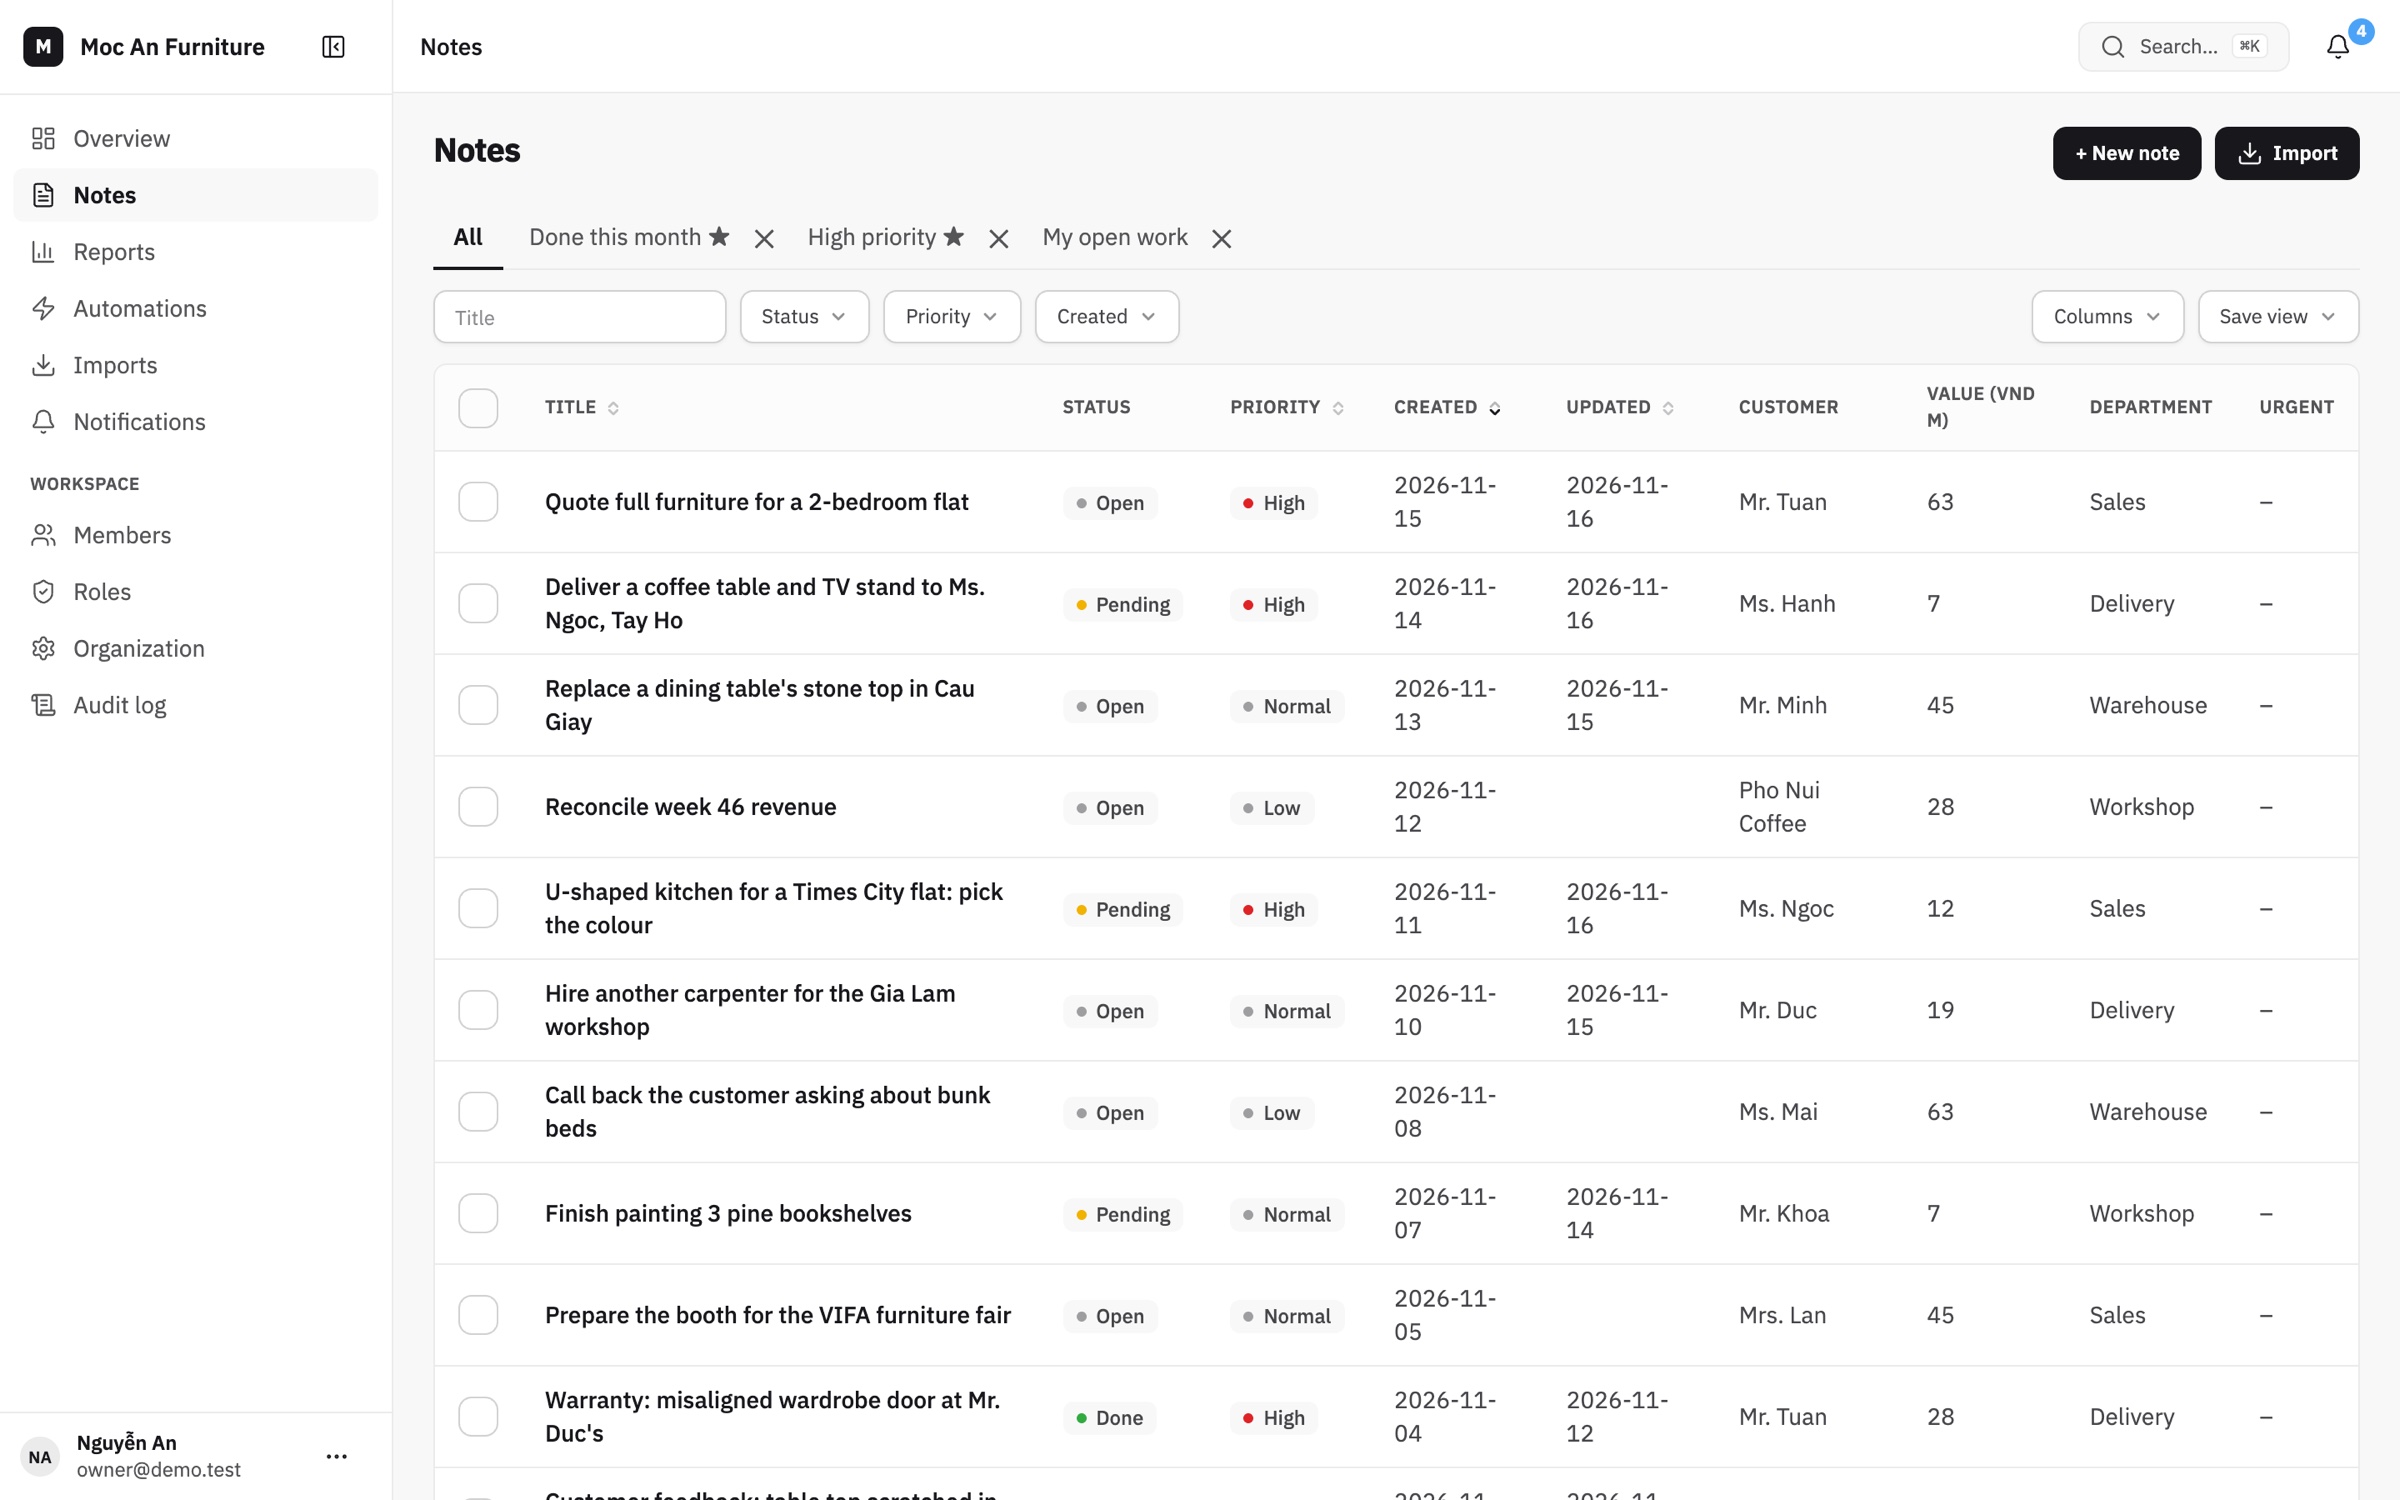 M Moc An Furniture
Notes
Search... ⌘K
4
Overview
Notes
Reports
Automations
Imports
Notifications
WORKSPACE
Members
Roles
Organization
Audit log
NA Nguyễn An
owner@demo.test
Notes
+ New note
Import
All
Done this month ★
High priority ★
My open work
Title
Status
Priority
Created
Columns
Save view
TITLE STATUS PRIORITY CREATED UPDATED CUSTOMER VALUE (VND M) DEPARTMENT URGENT
Quote full furniture for a 2-bedroom flat Open High 2026-11-15 2026-11-16 Mr. Tuan 63 Sales –
Deliver a coffee table and TV stand to Ms. Ngoc, Tay Ho Pending High 2026-11-14 2026-11-16 Ms. Hanh 7 Delivery –
Replace a dining table's stone top in Cau Giay Open Normal 2026-11-13 2026-11-15 Mr. Minh 45 Warehouse –
Reconcile week 46 revenue Open Low 2026-11-12 Pho Nui Coffee 28 Workshop –
U-shaped kitchen for a Times City flat: pick the colour Pending High 2026-11-11 2026-11-16 Ms. Ngoc 12 Sales –
Hire another carpenter for the Gia Lam workshop Open Normal 2026-11-10 2026-11-15 Mr. Duc 19 Delivery –
Call back the customer asking about bunk beds Open Low 2026-11-08 Ms. Mai 63 Warehouse –
Finish painting 3 pine bookshelves Pending Normal 2026-11-07 2026-11-14 Mr. Khoa 7 Workshop –
Prepare the booth for the VIFA furniture fair Open Normal 2026-11-05 Mrs. Lan 45 Sales –
Warranty: misaligned wardrobe door at Mr. Duc's Done High 2026-11-04 2026-11-12 Mr. Tuan 28 Delivery –